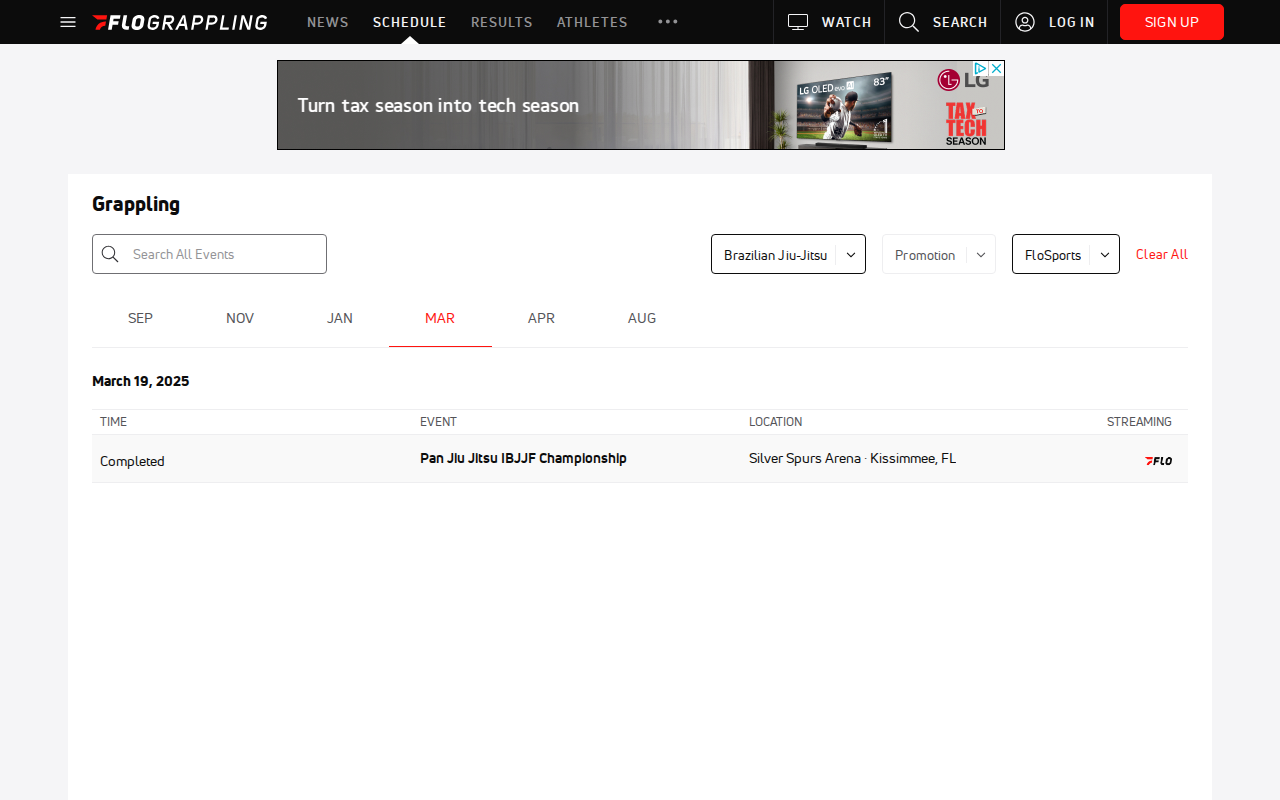 FLOGRAPPLING NEWS SCHEDULE RESULTS ATHLETES ••• WATCH SEARCH LOG IN SIGN UP
Turn tax season into tech season
LG OLED evo AI 83"
LG
TAX TO TECH SEASON
Grappling
Search All Events Brazilian Jiu-Jitsu Promotion FloSports Clear All
SEP NOV JAN MAR APR AUG
March 19, 2025
TIME EVENT LOCATION STREAMING
Completed Pan Jiu Jitsu IBJJF Championship Silver Spurs Arena · Kissimmee, FL FLO